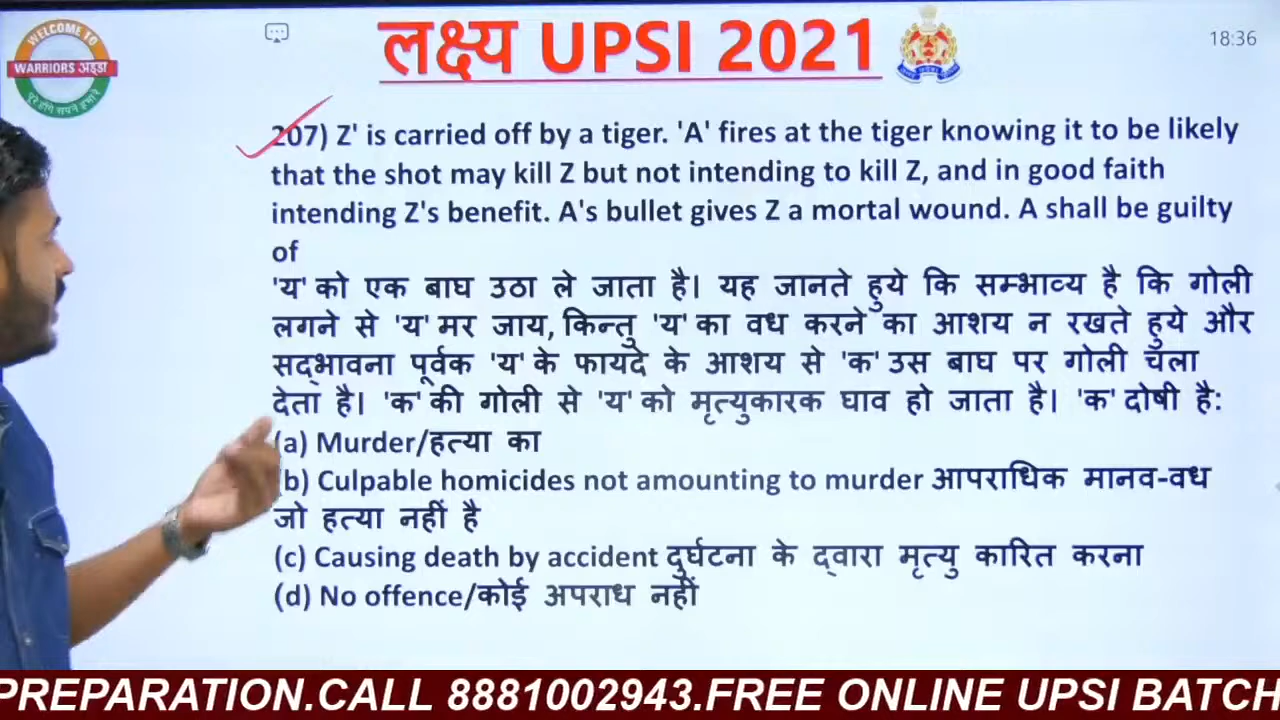 WELCOME TO
WARRIORS अड्डा
पूरे होंगे सपने हमारे
लक्ष्य UPSI 2021
18:36
207) Z' is carried off by a tiger. 'A' fires at the tiger knowing it to be likely
that the shot may kill Z but not intending to kill Z, and in good faith
intending Z's benefit. A's bullet gives Z a mortal wound. A shall be guilty
of
'य' को एक बाघ उठा ले जाता है। यह जानते हुये कि सम्भाव्य है कि गोली
लगने से 'य' मर जाय, किन्तु 'य' का वध करने का आशय न रखते हुये और
सद्भावना पूर्वक 'य' के फायदे के आशय से 'क' उस बाघ पर गोली चला
देता है। 'क' की गोली से 'य' को मृत्युकारक घाव हो जाता है। 'क' दोषी है:
(a) Murder/हत्या का
(b) Culpable homicides not amounting to murder आपराधिक मानव-वध
जो हत्या नहीं है
(c) Causing death by accident दुर्घटना के द्वारा मृत्यु कारित करना
(d) No offence/कोई अपराध नहीं
PREPARATION.CALL 8881002943.FREE ONLINE UPSI BATCH